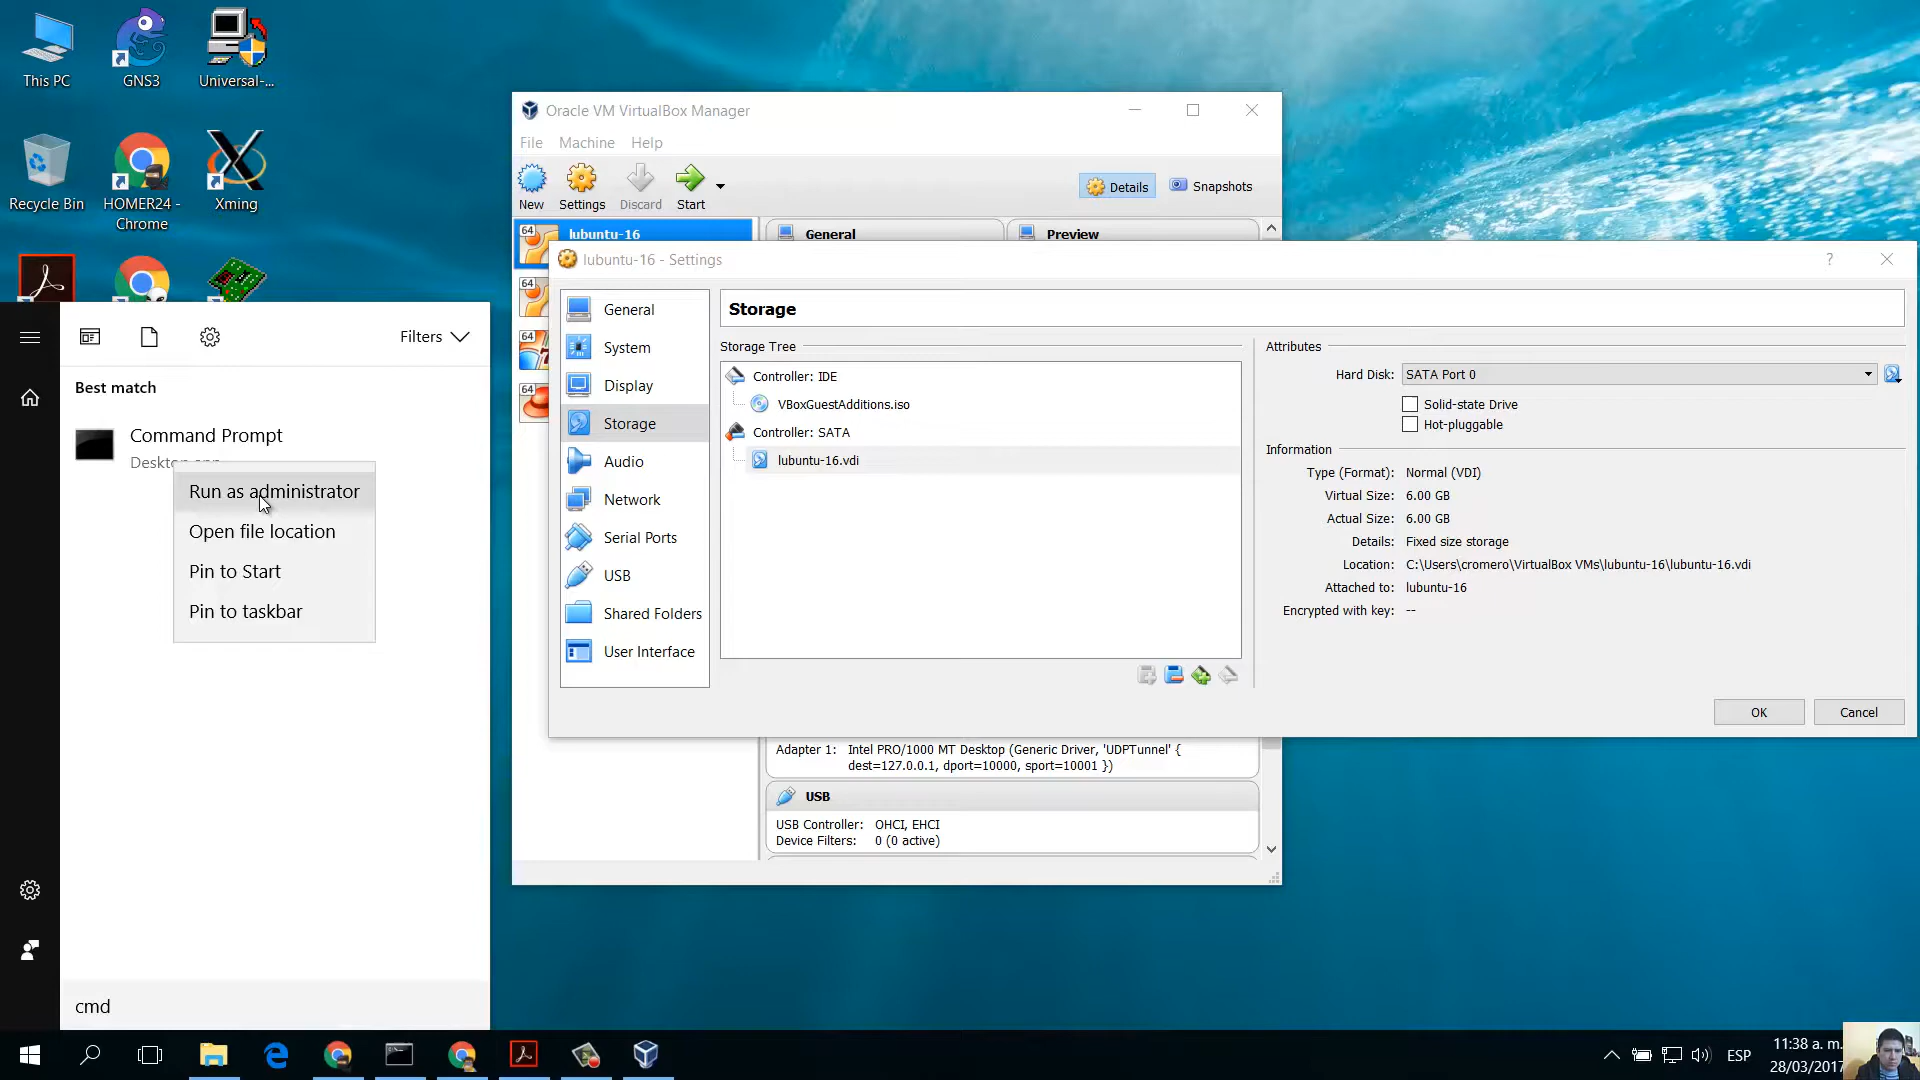 This PC
GNS3
Universal-...
Recycle Bin
HOMER24 -
Chrome
Xming
Oracle VM VirtualBox Manager
File
Machine
Help
New
Settings
Discard
Start
Details
Snapshots
64
lubuntu-16
General
Preview
64
64
64
lubuntu-16 - Settings
?
General
System
Display
Storage
Audio
Network
Serial Ports
USB
Shared Folders
User Interface
Storage
Storage Tree
Controller: IDE
VBoxGuestAdditions.iso
Controller: SATA
lubuntu-16.vdi
Attributes
Hard Disk: SATA Port 0
Solid-state Drive
Hot-pluggable
Information
Type (Format): Normal (VDI)
Virtual Size: 6.00 GB
Actual Size: 6.00 GB
Details: Fixed size storage
Location: C:\Users\cromero\VirtualBox VMs\lubuntu-16\lubuntu-16.vdi
Attached to: lubuntu-16
Encrypted with key: --
OK
Cancel
Adapter 1: Intel PRO/1000 MT Desktop (Generic Driver, 'UDPTunnel' {
dest=127.0.0.1, dport=10000, sport=10001 })
USB
USB Controller: OHCI, EHCI
Device Filters: 0 (0 active)
Filters
Best match
Command Prompt
Run as administrator
Open file location
Pin to Start
Pin to taskbar
cmd
ESP
11:38 a. m.
28/03/2017